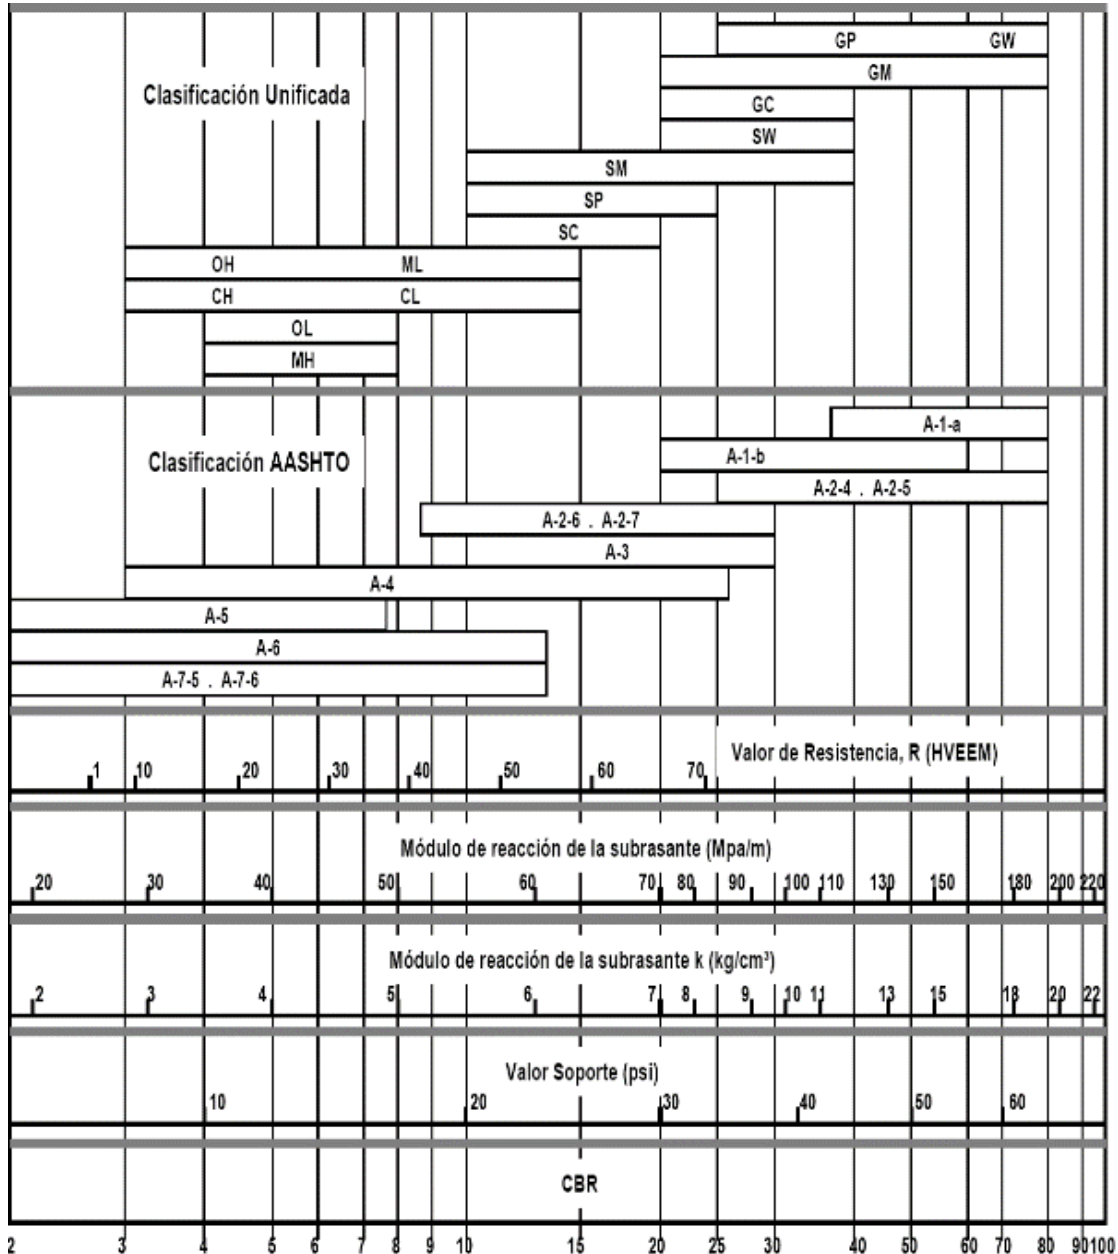 GP GW
GM
Clasificación Unificada
GC
SW
SM
SP
SC
OH ML
CH CL
OL
MH
A-1-a
Clasificación AASHTO
A-1-b
A-2-4 . A-2-5
A-2-6 . A-2-7
A-3
A-4
A-5
A-6
A-7-5 . A-7-6
Valor de Resistencia, R (HVEEM)
1 10 20 30 40 50 60 70
Módulo de reacción de la subrasante (Mpa/m)
20 30 40 50 60 70 80 90 100 110 130 150 180 200 220
Módulo de reacción de la subrasante k (kg/cm³)
2 3 4 5 6 7 8 9 10 11 13 15 18 20 22
Valor Soporte (psi)
10 20 30 40 50 60
CBR
2 3 4 5 6 7 8 9 10 15 20 25 30 40 50 60 70 80 90 100